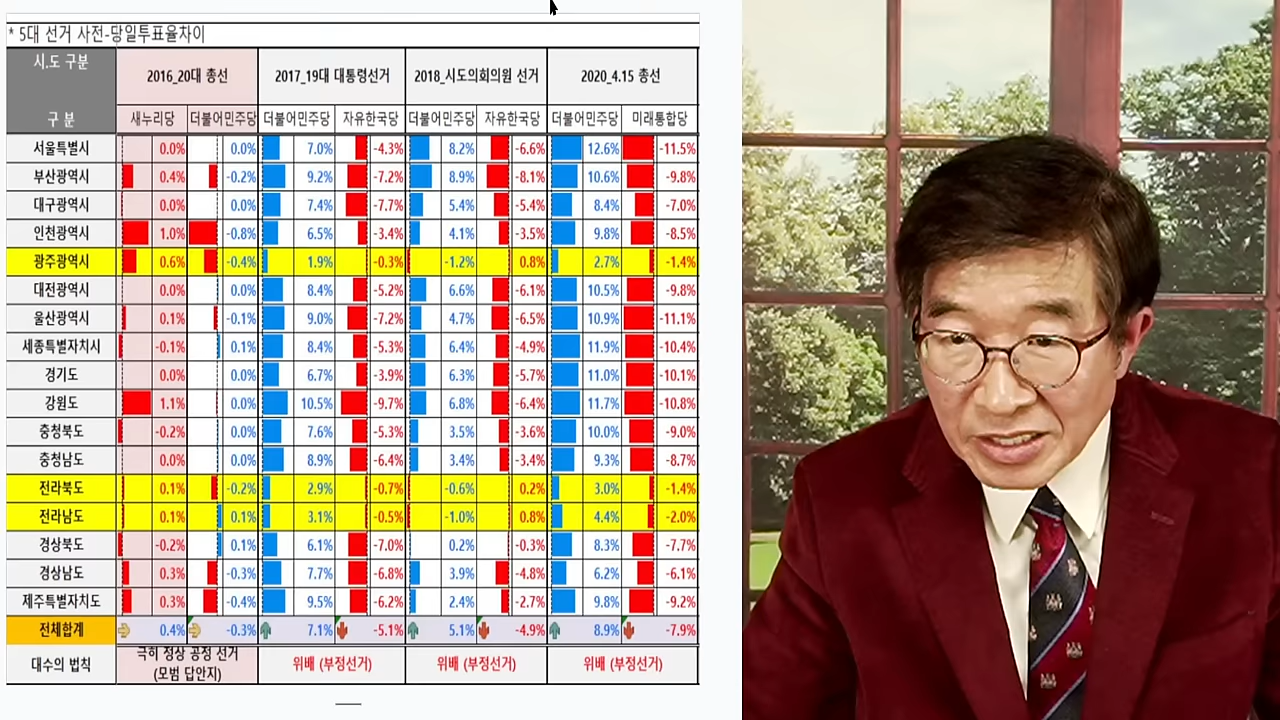 * 5대 선거 사전-당일투표율차이
시.도 구분 2016_20대 총선 2017_19대 대통령선거 2018_시도의회의원 선거 2020_4.15 총선
구 분 새누리당 더불어민주당 더불어민주당 자유한국당 더불어민주당 자유한국당 더불어민주당 미래통합당
서울특별시 0.0% 0.0% 7.0% -4.3% 8.2% -6.6% 12.6% -11.5%
부산광역시 0.4% -0.2% 9.2% -7.2% 8.9% -8.1% 10.6% -9.8%
대구광역시 0.0% 0.0% 7.4% -7.7% 5.4% -5.4% 8.4% -7.0%
인천광역시 1.0% -0.8% 6.5% -3.4% 4.1% -3.5% 9.8% -8.5%
광주광역시 0.6% -0.4% 1.9% -0.3% -1.2% 0.8% 2.7% -1.4%
대전광역시 0.0% 0.0% 8.4% -5.2% 6.6% -6.1% 10.5% -9.8%
울산광역시 0.1% -0.1% 9.0% -7.2% 4.7% -6.5% 10.9% -11.1%
세종특별자치시 -0.1% 0.1% 8.4% -5.3% 6.4% -4.9% 11.9% -10.4%
경기도 0.0% 0.0% 6.7% -3.9% 6.3% -5.7% 11.0% -10.1%
강원도 1.1% 0.0% 10.5% -9.7% 6.8% -6.4% 11.7% -10.8%
충청북도 -0.2% 0.0% 7.6% -5.3% 3.5% -3.6% 10.0% -9.0%
충청남도 0.0% 0.0% 8.9% -6.4% 3.4% -3.4% 9.3% -8.7%
전라북도 0.1% -0.2% 2.9% -0.7% -0.6% 0.2% 3.0% -1.4%
전라남도 0.1% 0.1% 3.1% -0.5% -1.0% 0.8% 4.4% -2.0%
경상북도 -0.2% 0.1% 6.1% -7.0% 0.2% -0.3% 8.3% -7.7%
경상남도 0.3% -0.3% 7.7% -6.8% 3.9% -4.8% 6.2% -6.1%
제주특별자치도 0.3% -0.4% 9.5% -6.2% 2.4% -2.7% 9.8% -9.2%
전체합계 0.4% -0.3% 7.1% -5.1% 5.1% -4.9% 8.9% -7.9%
대수의 법칙 극히 정상 공정 선거 위배 (부정선거) 위배 (부정선거) 위배 (부정선거)
(모범 답안지)